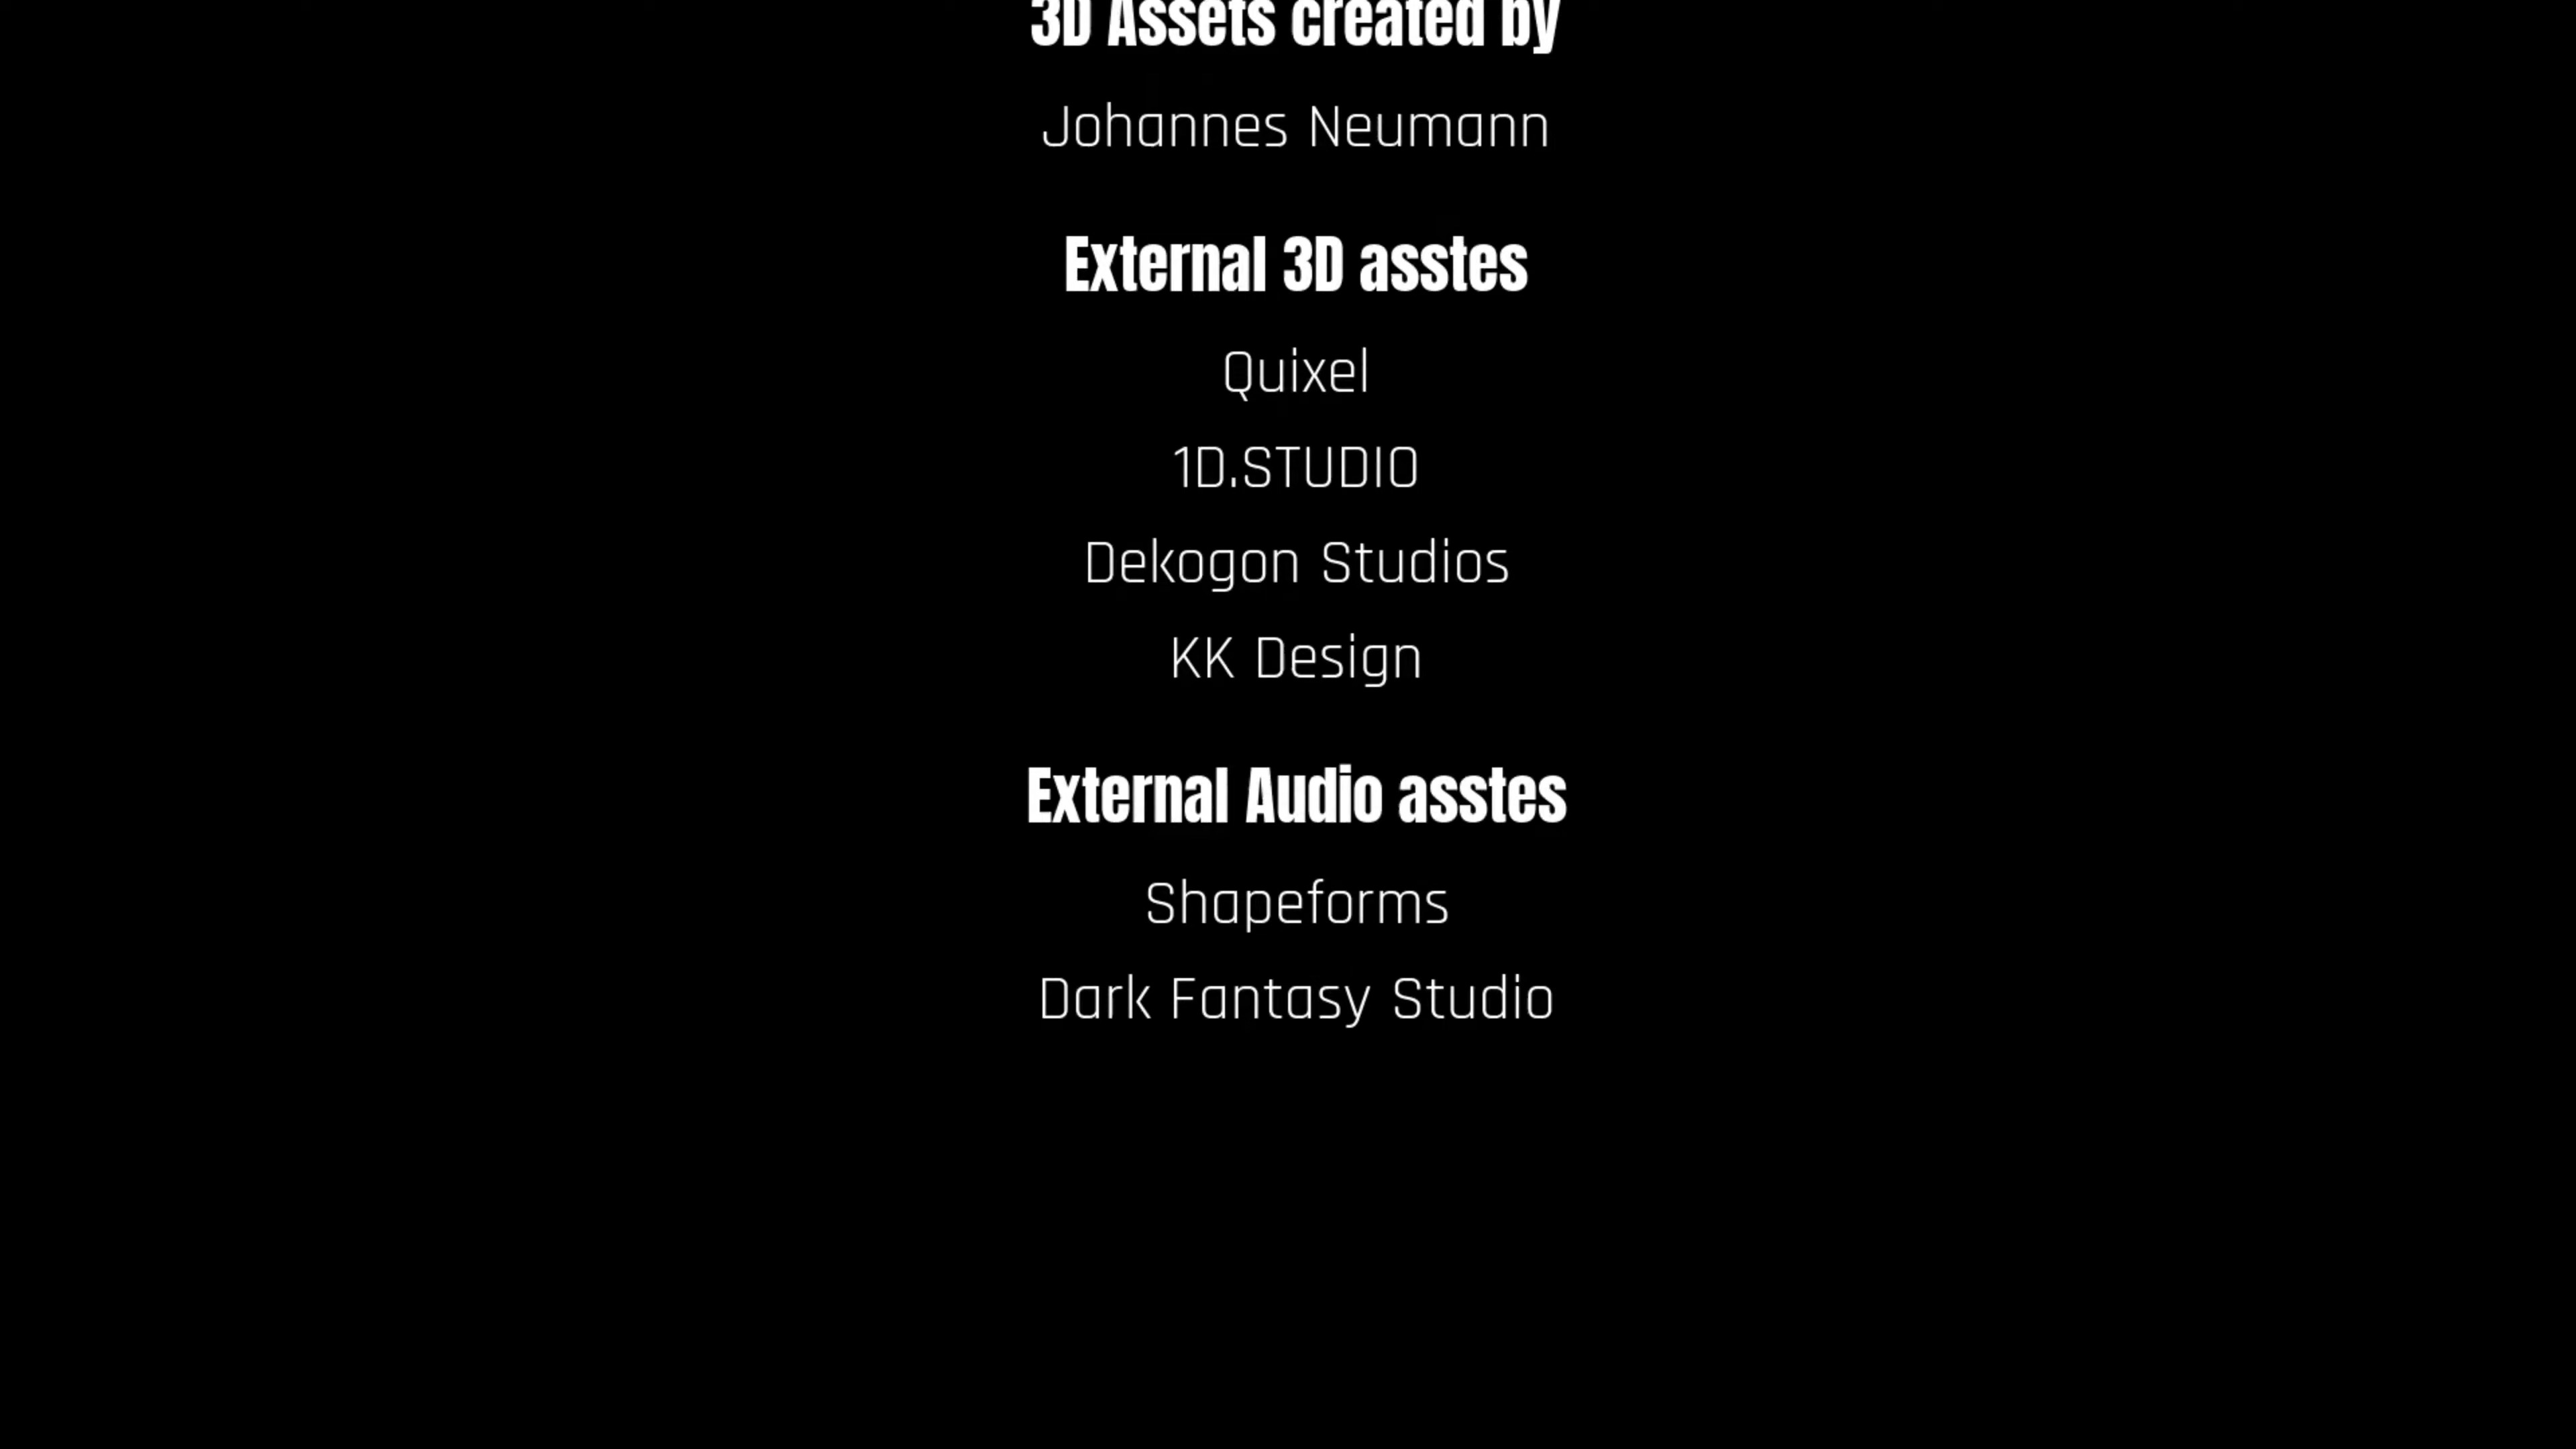 3D Assets created by
Johannes Neumann
External 3D asstes
Quixel
1D.STUDIO
Dekogon Studios
KK Design
External Audio asstes
Shapeforms
Dark Fantasy Studio